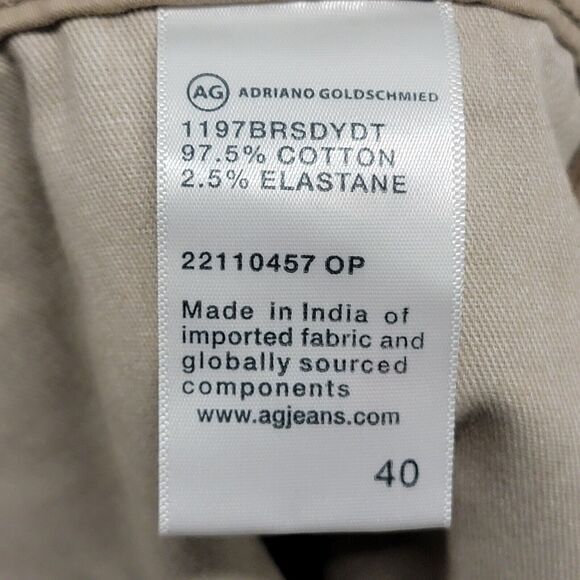 AG ADRIANO GOLDSCHMIED
1197BRSDYDT
97.5% COTTON
2.5% ELASTANE
22110457 OP
Made in India of
imported fabric and
globally sourced
components
www.agjeans.com
40